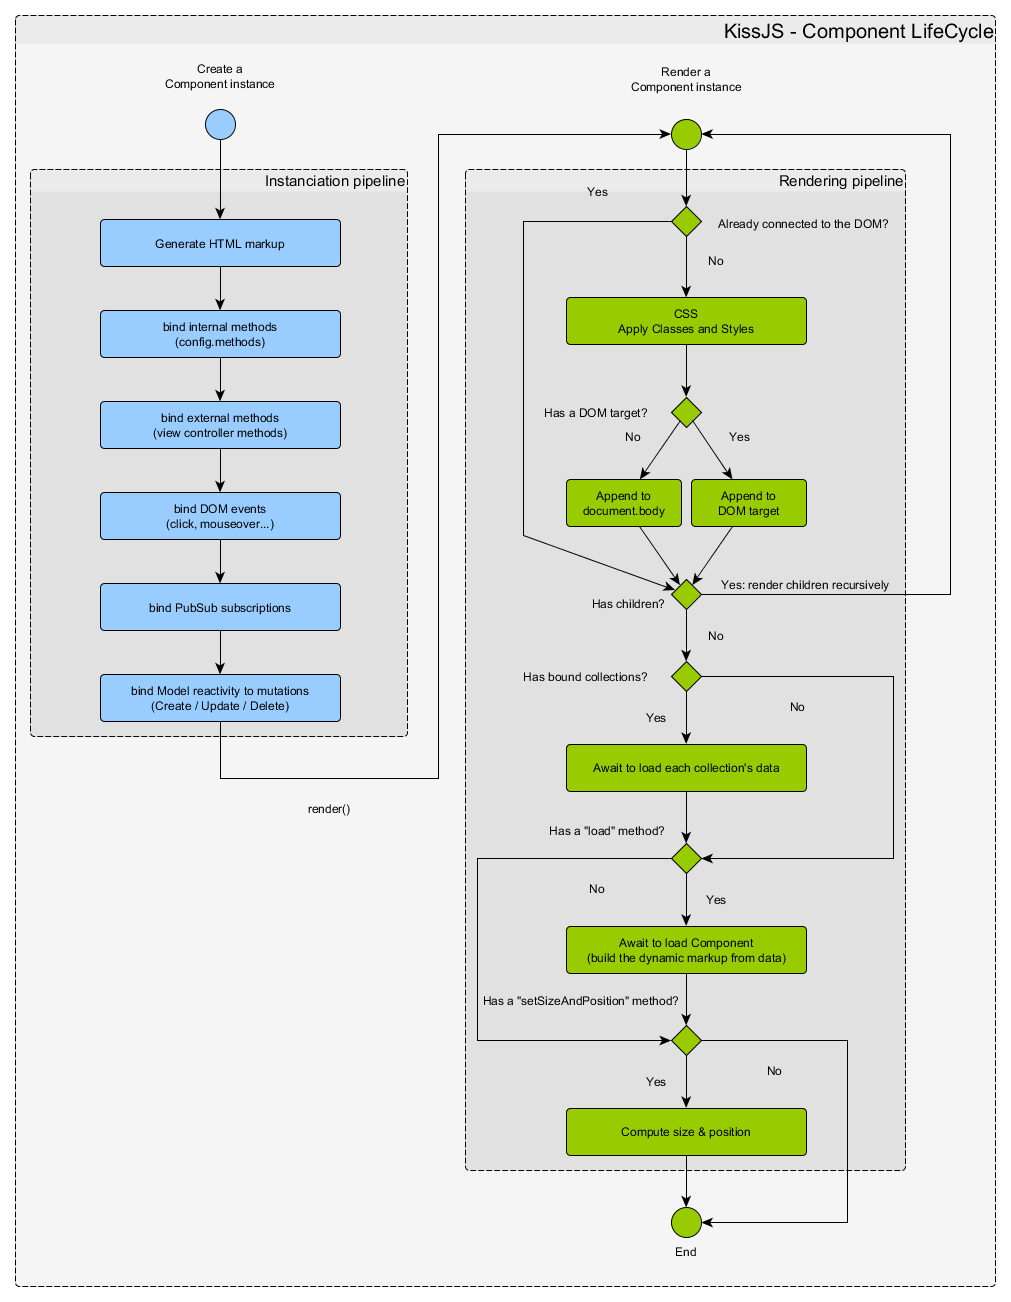 KissJS - Component LifeCycle
Create a
Component instance
Instanciation pipeline
Generate HTML markup
bind internal methods
(config.methods)
bind external methods
(view controller methods)
bind DOM events
(click, mouseover...)
bind PubSub subscriptions
bind Model reactivity to mutations
(Create / Update / Delete)
render()
Render a
Component instance
Rendering pipeline
Yes
Already connected to the DOM?
No
CSS
Apply Classes and Styles
Has a DOM target?
No
Yes
Append to
document.body
Append to
DOM target
Yes: render children recursively
Has children?
No
Has bound collections?
No
Yes
Await to load each collection's data
Has a "load" method?
No
Yes
Await to load Component
(build the dynamic markup from data)
Has a "setSizeAndPosition" method?
No
Yes
Compute size & position
End